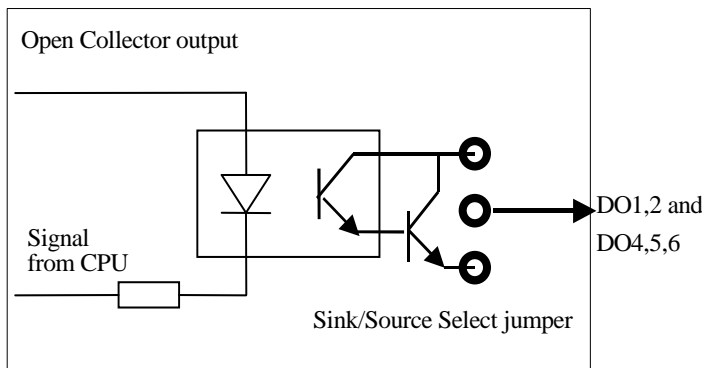 Open Collector output
DO1,2 and
DO4,5,6
Signal
from CPU
Sink/Source Select jumper